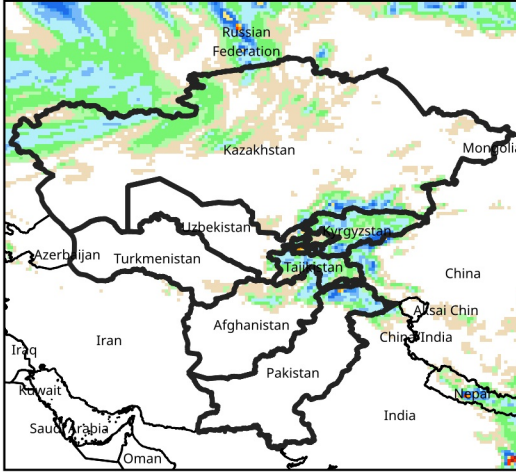 Russian
Federation
Kazakhstan
Mongolia
Uzbekistan
Kyrgyzstan
Azerbaijan
Turkmenistan
Tajikistan
China
Aksai Chin
Afghanistan
China/India
Iran
Iraq
Pakistan
Kuwait
Nepal
India
Saudi Arabia
Oman